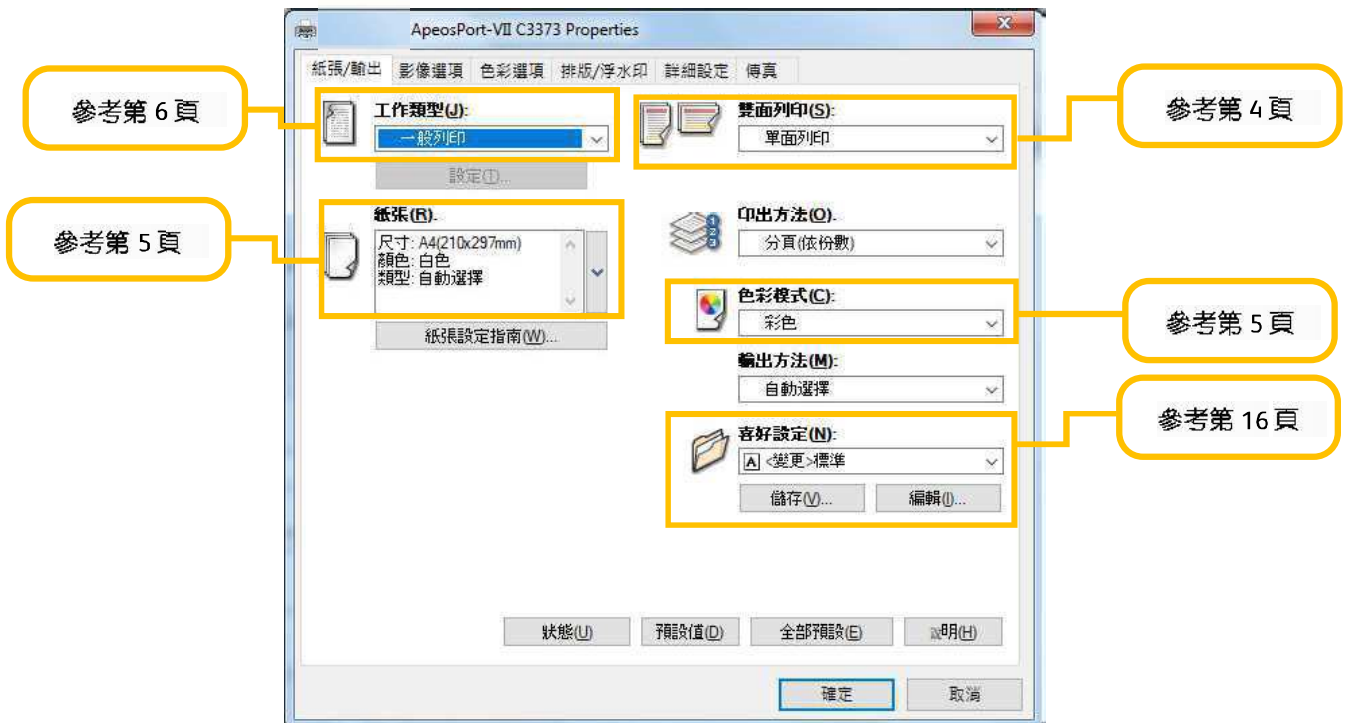 ApeosPort-VII C3373 Properties
紙張/輸出 影像選項 色彩選項 排版/浮水印 詳細設定 傳真
參考第 6 頁
工作類型(J):
一般列印
設定(T)...
參考第 5 頁
紙張(R).
尺寸: A4(210x297mm)
顏色: 白色
類型: 自動選擇
紙張設定指南(W)...
雙面列印(S):
單面列印
參考第 4 頁
印出方法(O).
分頁(依份數)
色彩模式(C):
彩色
參考第 5 頁
輸出方法(M):
自動選擇
喜好設定(N):
A <變更>標準
儲存(V)... 編輯(I)...
參考第 16 頁
狀態(U) 預設值(D) 全部預設(E) 明(H)
確定 取消